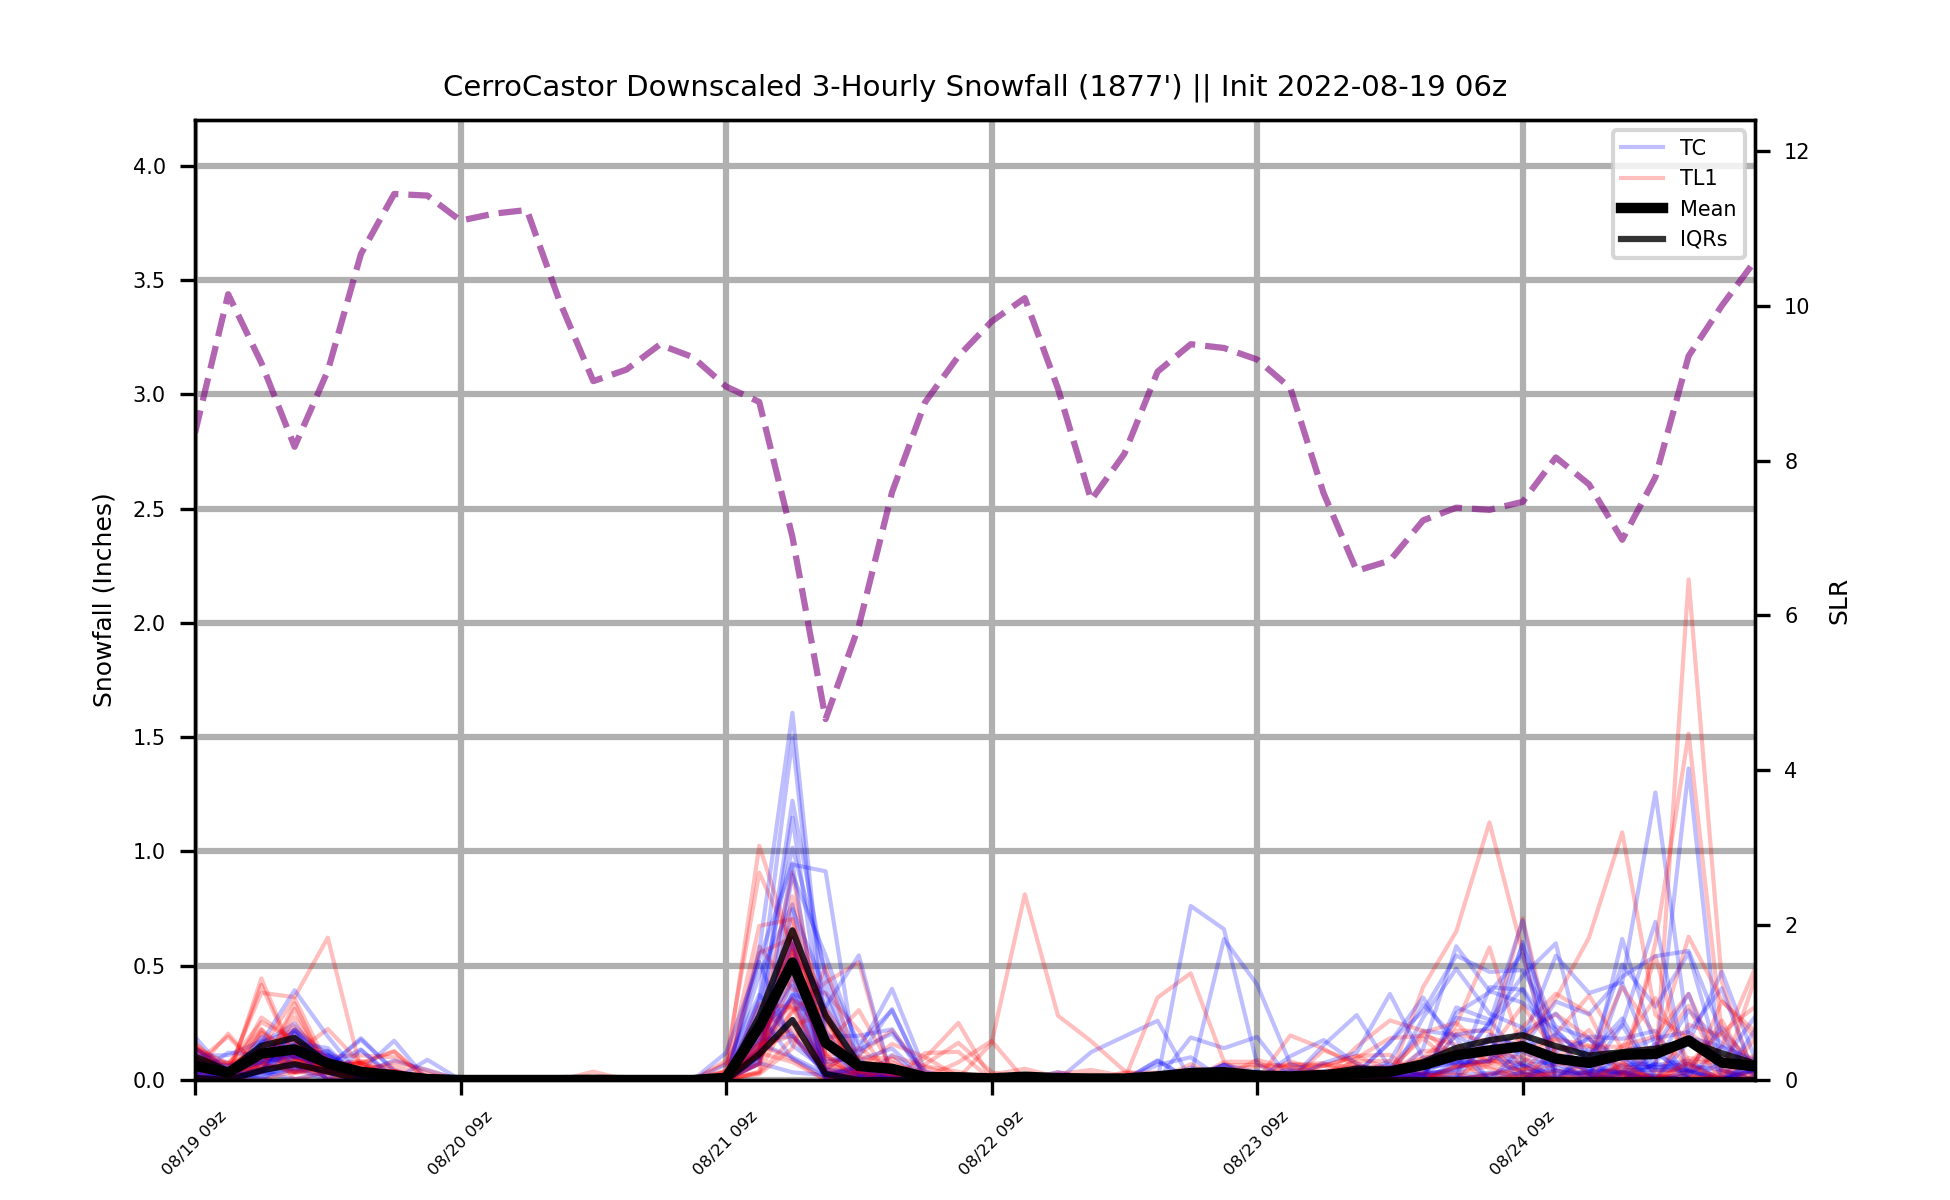 CerroCastor Downscaled 3-Hourly Snowfall (1877') || Init 2022-08-19 06z
TC
TL1
Mean
IQRs
Snowfall (Inches)
4.0
3.5
3.0
2.5
2.0
1.5
1.0
0.5
0.0
SLR
12
10
8
6
4
2
0
08/19 09z
08/20 09z
08/21 09z
08/22 09z
08/23 09z
08/24 09z